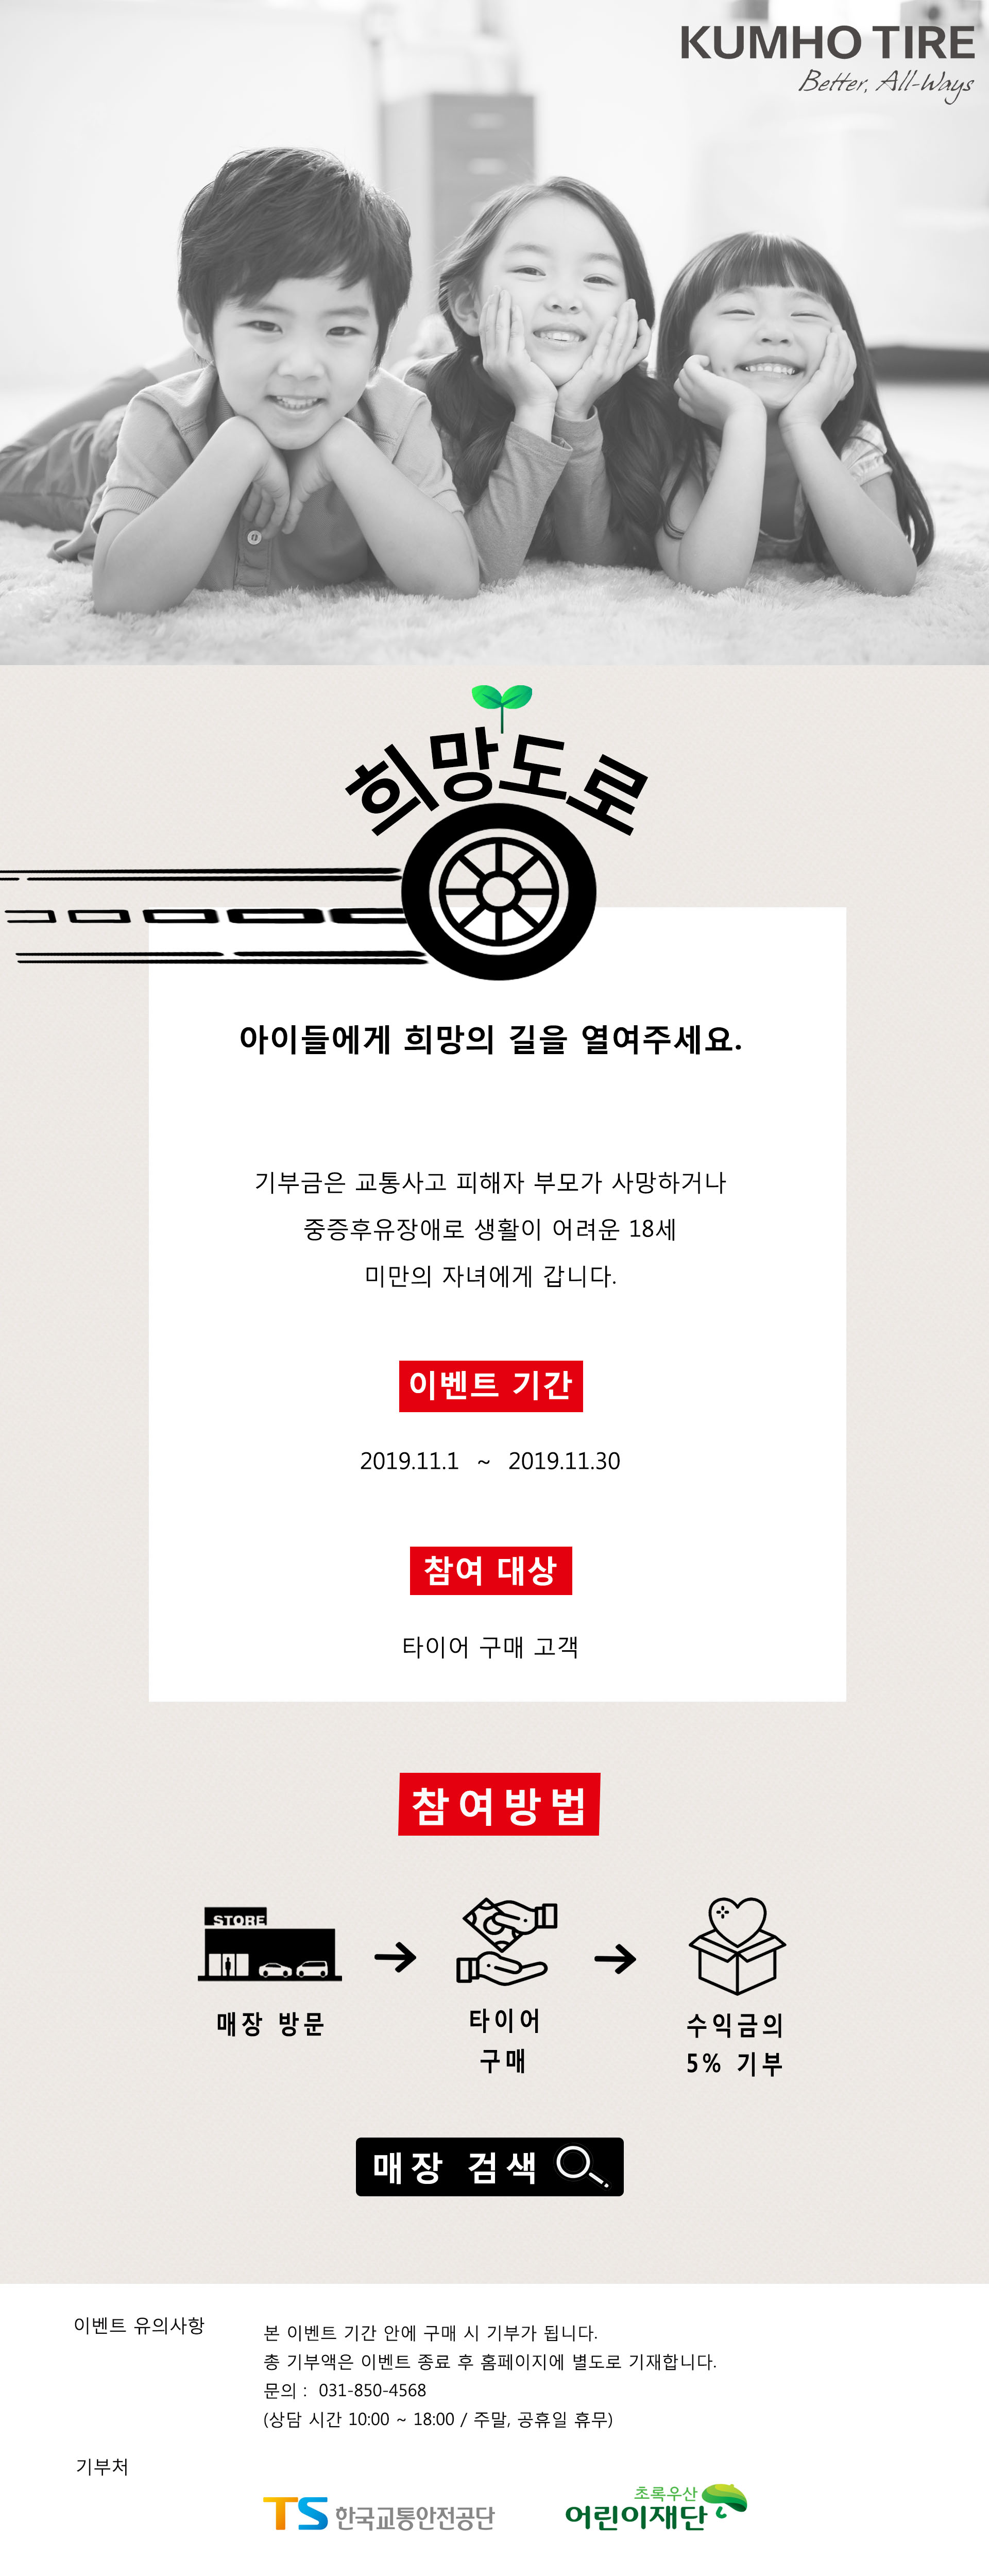 KUMHO TIRE
Better, All-Ways
희망도로
아이들에게 희망의 길을 열여주세요.
기부금은 교통사고 피해자 부모가 사망하거나
중증후유장애로 생활이 어려운 18세
미만의 자녀에게 갑니다.
이벤트 기간
2019.11.1 ~ 2019.11.30
참여 대상
타이어 구매 고객
참여방법
STORE
매장 방문
타이어
구매
수익금의
5% 기부
매장 검색
이벤트 유의사항
본 이벤트 기간 안에 구매 시 기부가 됩니다.
총 기부액은 이벤트 종료 후 홈페이지에 별도로 기재합니다.
문의 : 031-850-4568
(상담 시간 10:00 ~ 18:00 / 주말, 공휴일 휴무)
기부처
TS 한국교통안전공단
초록우산
어린이재단